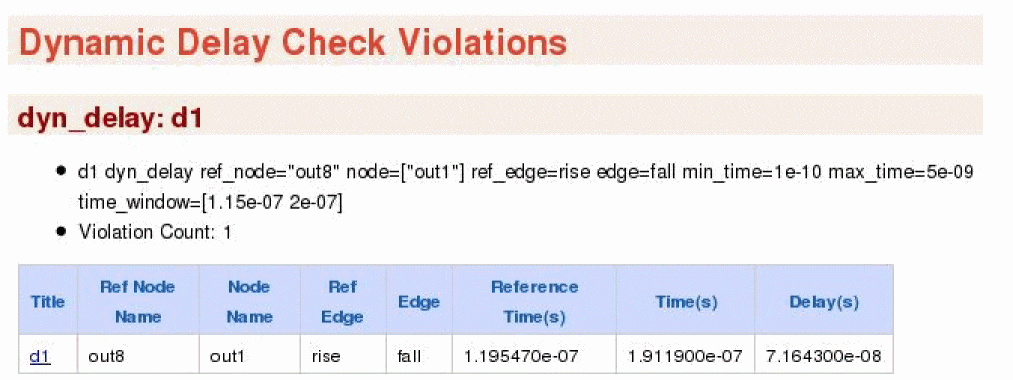 Dynamic Delay Check Violations
dyn_delay: d1
● d1 dyn_delay ref_node="out8" node=["out1"] ref_edge=rise edge=fall min_time=1e-10 max_time=5e-09
time_window=[1.15e-07 2e-07]
● Violation Count: 1
Title Ref Node Name Node Name Ref Edge Edge Reference Time(s) Time(s) Delay(s)
d1 out8 out1 rise fall 1.195470e-07 1.911900e-07 7.164300e-08